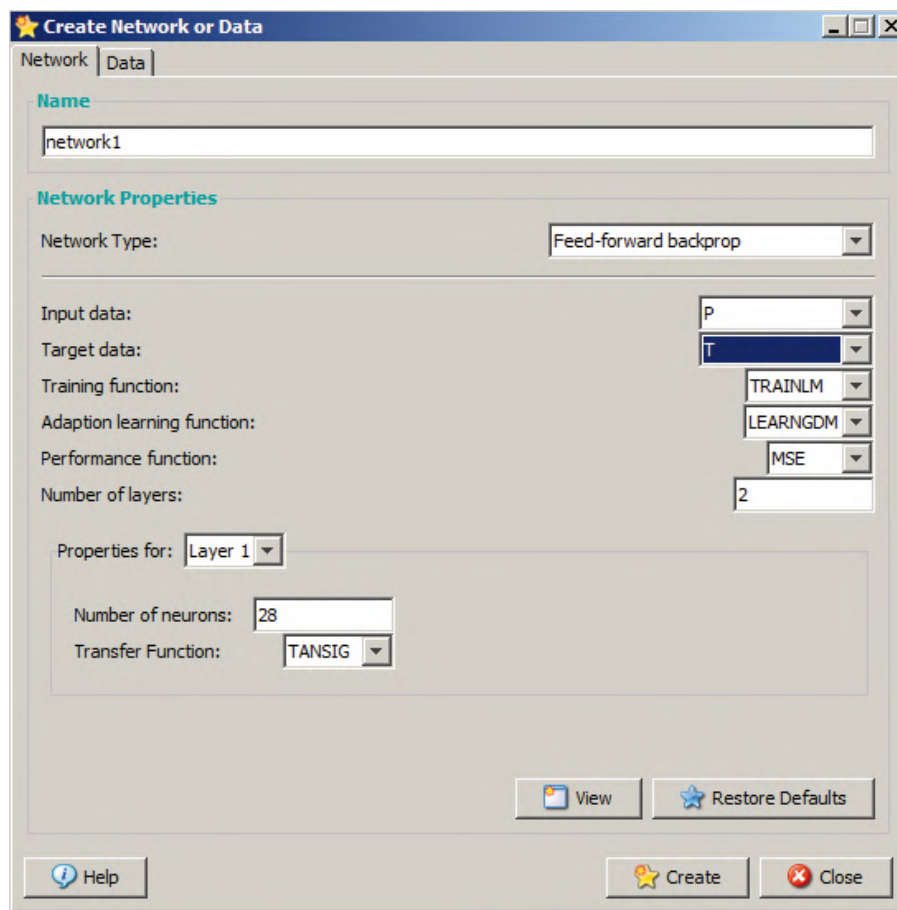 Create Network or Data
Network Data
Name
network1
Network Properties
Network Type: Feed-forward backprop
Input data: P
Target data: T
Training function: TRAINLM
Adaption learning function: LEARNGDM
Performance function: MSE
Number of layers: 2
Properties for: Layer 1
Number of neurons: 28
Transfer Function: TANSIG
View Restore Defaults
Help Create Close